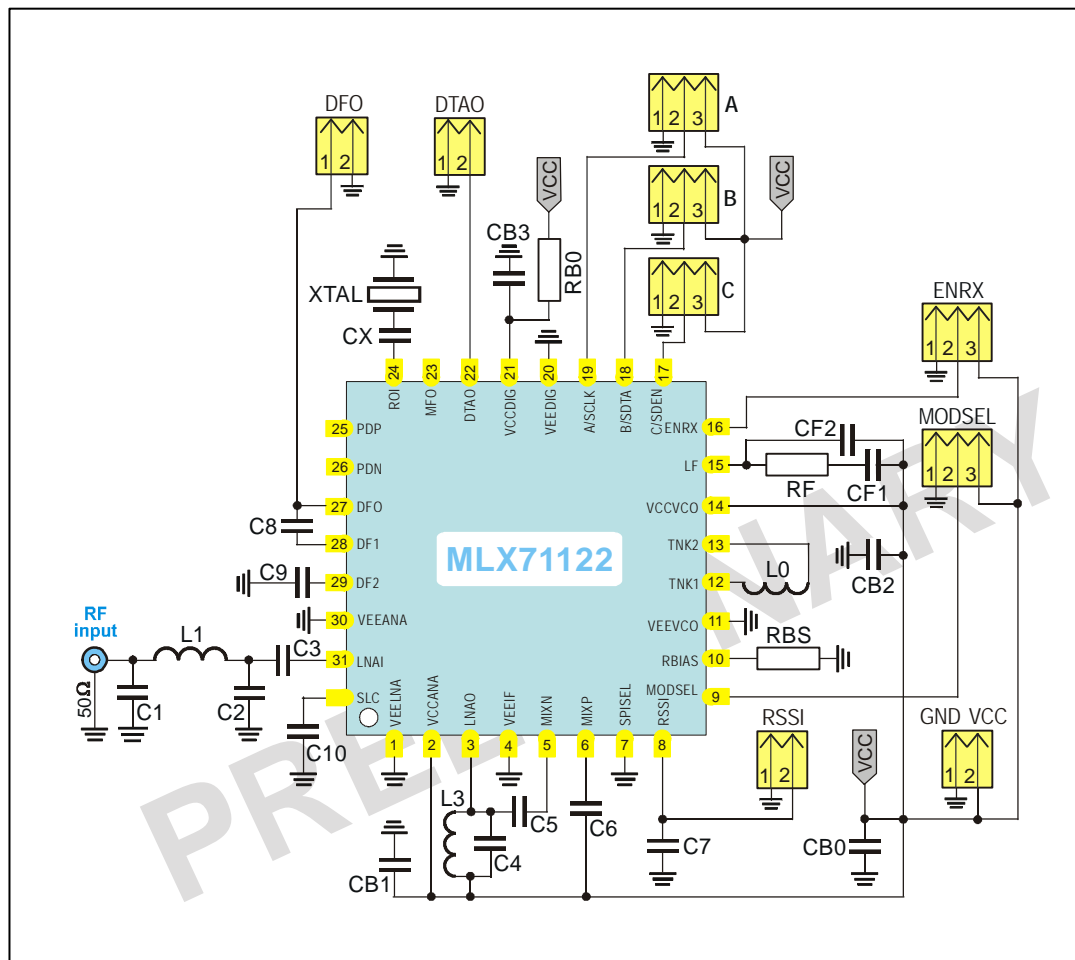 A
1 2 3
DFO
1 2
DTAO
1 2
B
1 2 3
VCC
VCC
CB3
RB0
C
1 2 3
XTAL
CX
ENRX
1 2 3
24 23 22 21 20 19 18 17
ROI MFO DTAO VCCDIG VEEDIG A/SCLK B/SDTA C/SDEN
25 PDP
ENRX 16
MODSEL
1 2 3
CF2
26 PDN
LF 15
RF
CF1
27 DFO
VCCVCO 14
C8
28 DF1
TNK2 13
MLX71122
L0
CB2
C9
29 DF2
TNK1 12
30 VEEANA
VEEVCO 11
RF
input
L1
C3
31 LNAI
RBIAS 10
RBS
50Ω
C1
C2
SLC
MODSEL 9
C10
VEELNA VCCANA LNAO VEEIF MIXN MIXP SPISEL RSSI
1 2 3 4 5 6 7 8
RSSI
1 2
VCC
GND VCC
1 2
L3
C4
C5
C6
C7
CB0
CB1
PRELI NARY